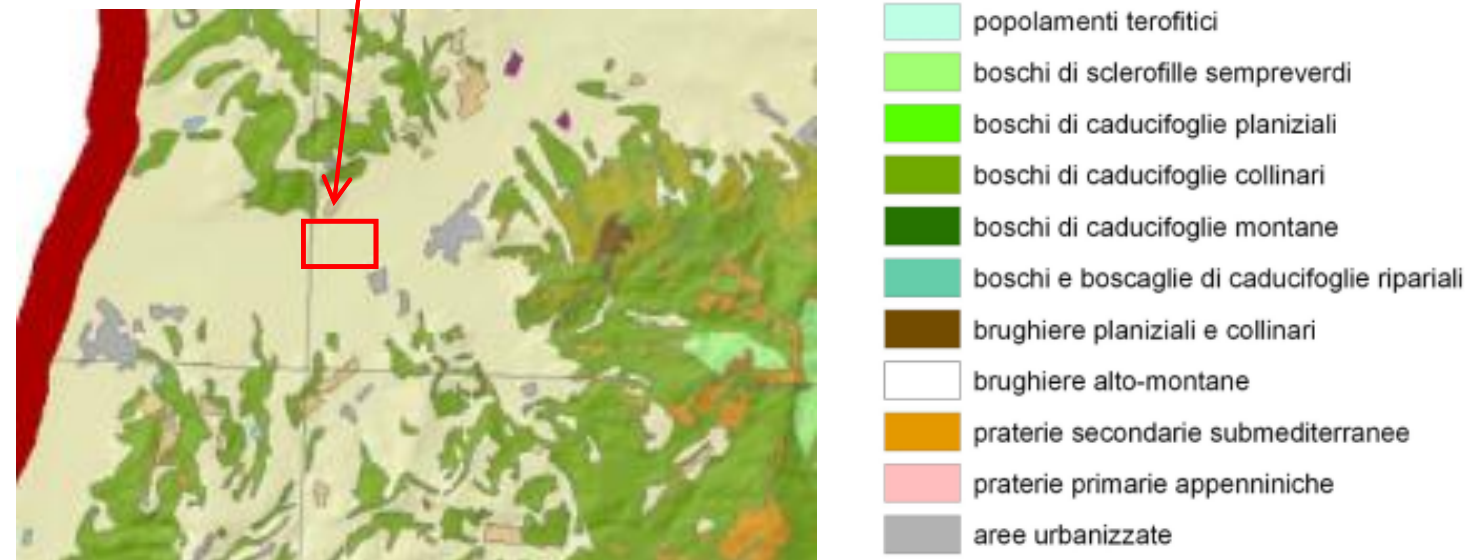 popolamenti terofitici
boschi di sclerofille sempreverdi
boschi di caducifoglie planiziali
boschi di caducifoglie collinari
boschi di caducifoglie montane
boschi e boscaglie di caducifoglie ripariali
brughiere planiziali e collinari
brughiere alto-montane
praterie secondarie submediterranee
praterie primarie appenniniche
aree urbanizzate